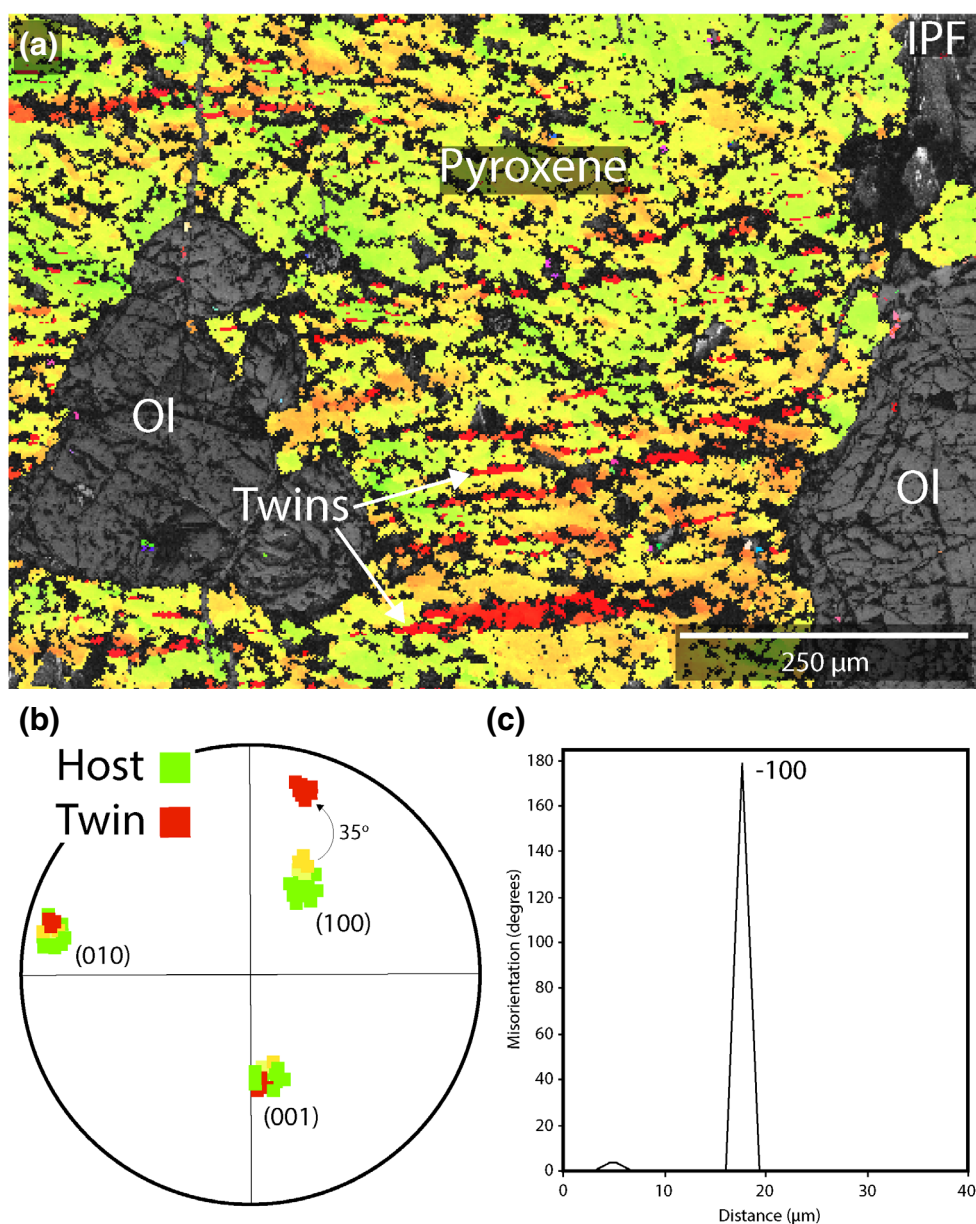 (a)
IPF
Pyroxene
Ol
Ol
Twins
250 µm
(b)
Host
Twin
35º
(100)
(010)
(001)
(c)
Misorientation (degrees)
180
160
140
120
100
80
60
40
20
0
-100
0
10
20
30
40
Distance (µm)